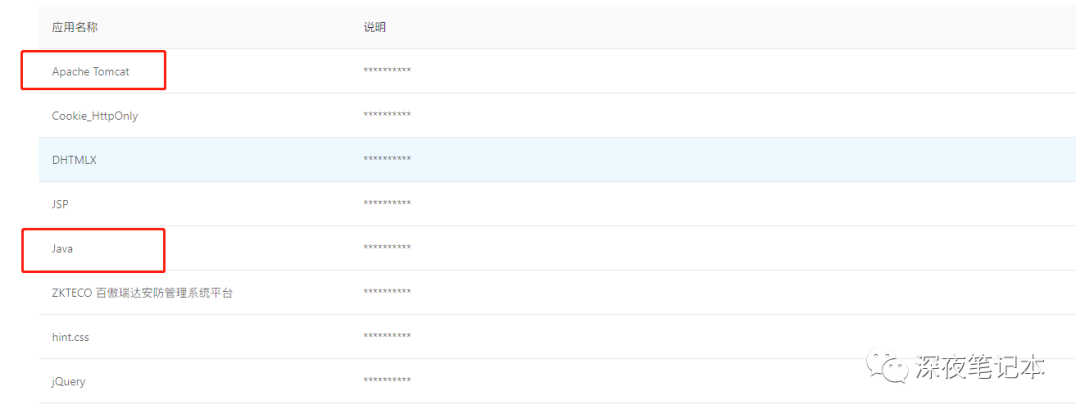 应用名称 说明
Apache Tomcat **********
Cookie_HttpOnly **********
DHTMLX **********
JSP **********
Java **********
ZKTECO 百傲瑞达安防管理系统平台 **********
hint.css **********
jQuery **********
深夜笔记本